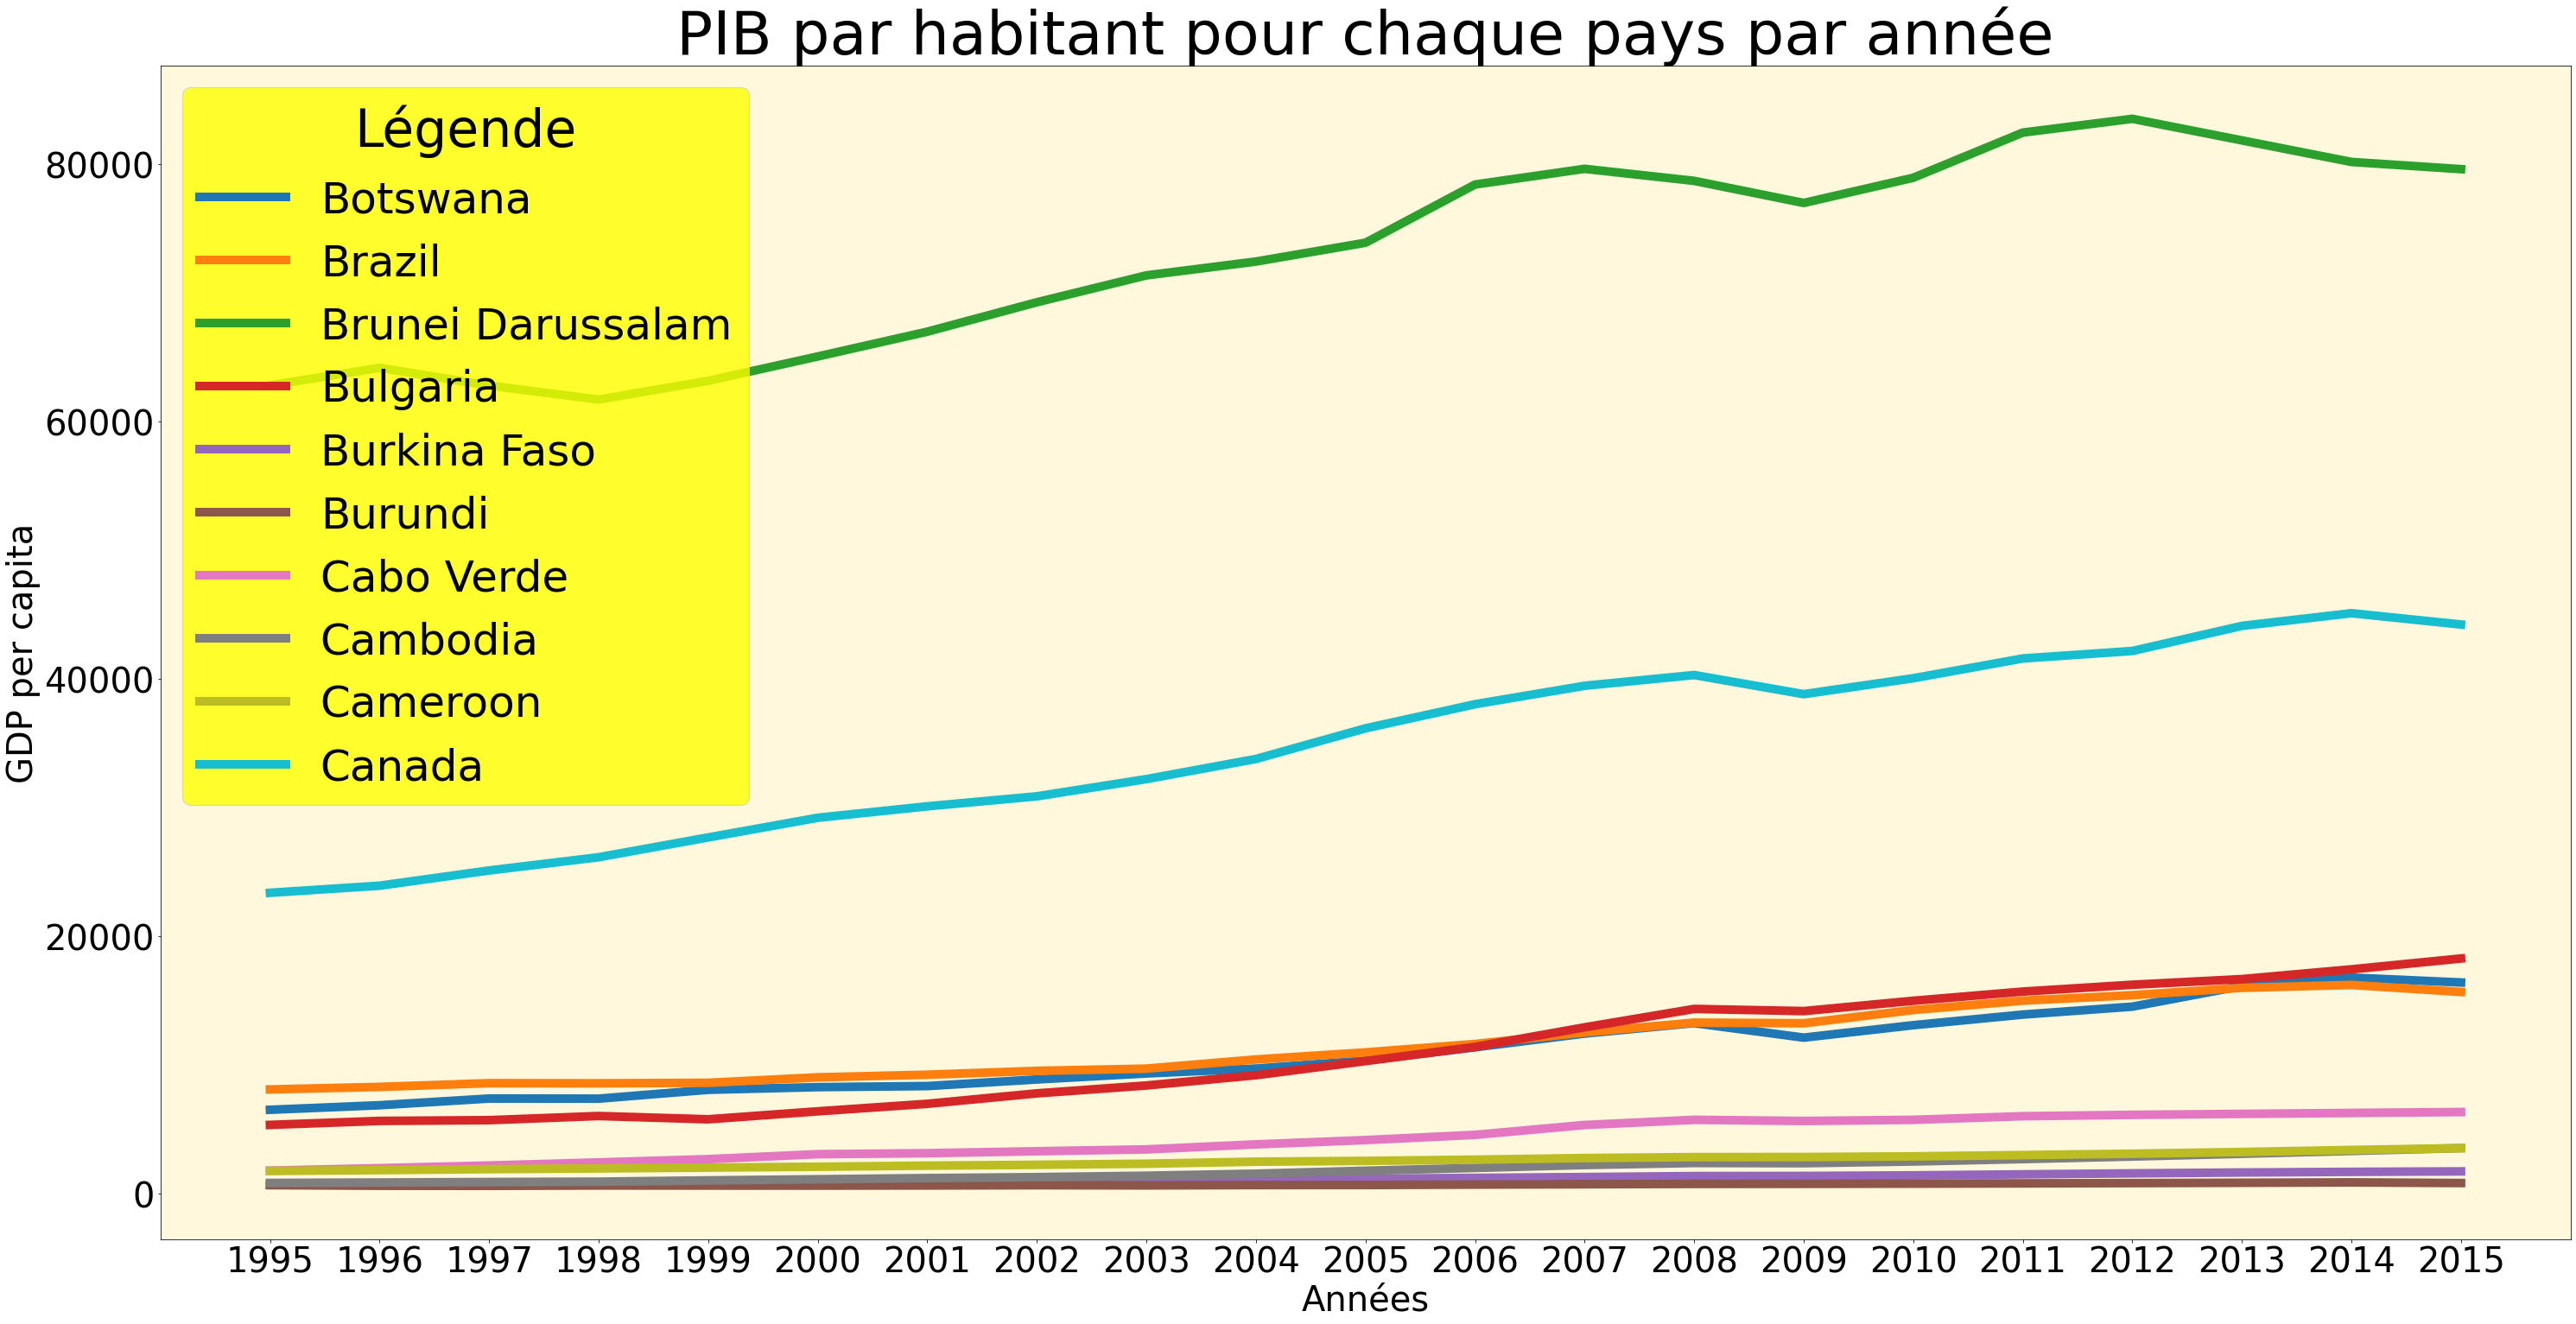 PIB par habitant pour chaque pays par année
Légende
Botswana
Brazil
Brunei Darussalam
Bulgaria
Burkina Faso
Burundi
Cabo Verde
Cambodia
Cameroon
Canada
GDP per capita
80000
60000
40000
20000
0
1995 1996 1997 1998 1999 2000 2001 2002 2003 2004 2005 2006 2007 2008 2009 2010 2011 2012 2013 2014 2015
Années